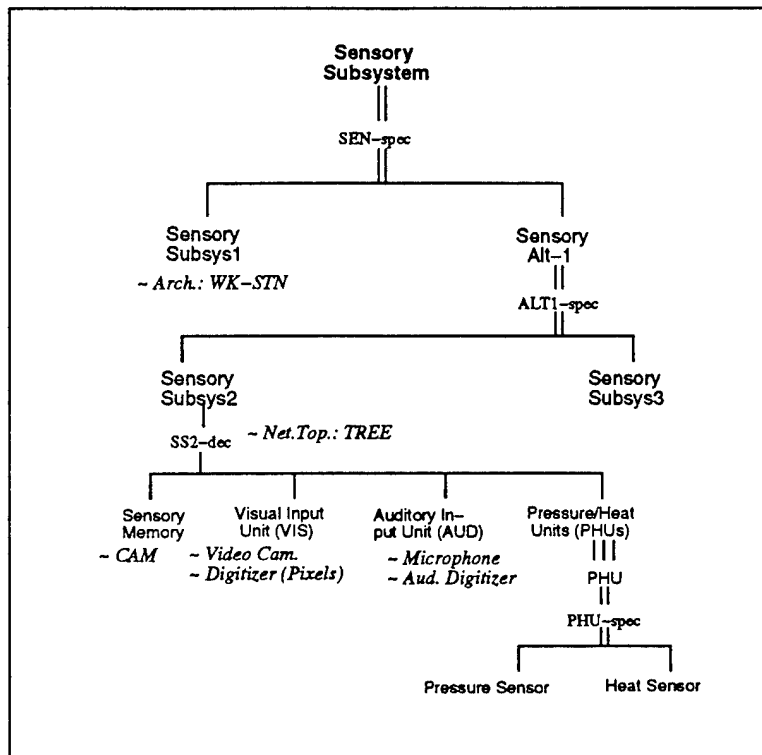 Sensory
Subsystem
SEN-spec
Sensory
Subsys1
~ Arch.: WK-STN
Sensory
Alt-1
ALT1-spec
Sensory
Subsys2
Sensory
Subsys3
SS2-dec
~ Net.Top.: TREE
Sensory
Memory
~ CAM
Visual Input
Unit (VIS)
~ Video Cam.
~ Digitizer (Pixels)
Auditory In-
put Unit (AUD)
~ Microphone
~ Aud. Digitizer
Pressure/Heat
Units (PHUs)
PHU
PHU-spec
Pressure Sensor
Heat Sensor